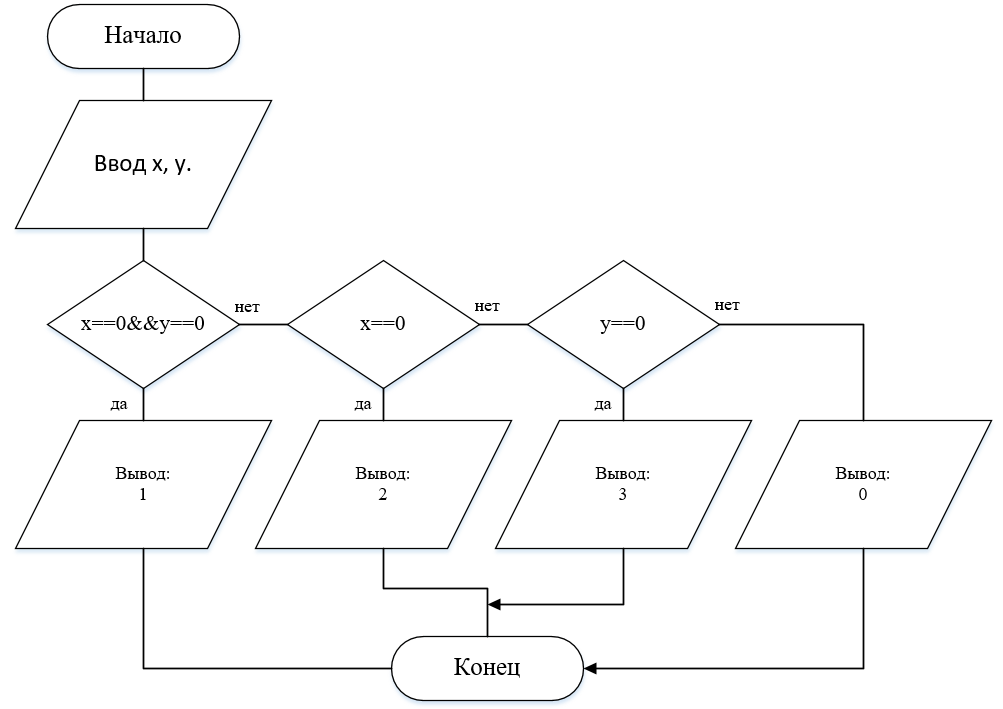 Начало
Ввод x, y.
x==0&&y==0
нет
x==0
нет
y==0
нет
да
да
да
Вывод:
1
Вывод:
2
Вывод:
3
Вывод:
0
Конец